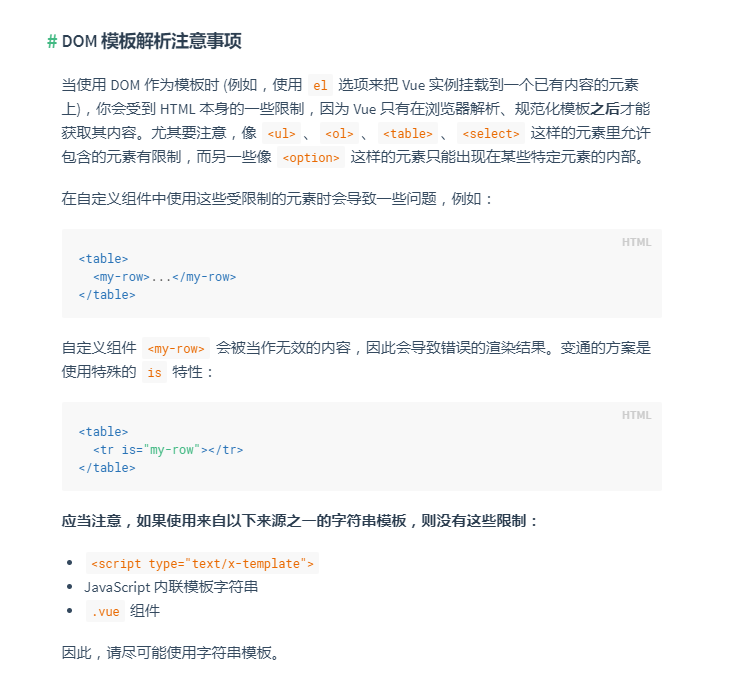 # DOM 模板解析注意事项
当使用 DOM 作为模板时 (例如，使用 el 选项来把 Vue 实例挂载到一个已有内容的元素
上)，你会受到 HTML 本身的一些限制，因为 Vue 只有在浏览器解析、规范化模板之后才能
获取其内容。尤其要注意，像 <ul> 、 <ol> 、 <table> 、 <select> 这样的元素里允许
包含的元素有限制，而另一些像 <option> 这样的元素只能出现在某些特定元素的内部。
在自定义组件中使用这些受限制的元素时会导致一些问题，例如：
HTML
<table>
  <my-row>...</my-row>
</table>
自定义组件 <my-row> 会被当作无效的内容，因此会导致错误的渲染结果。变通的方案是
使用特殊的 is 特性：
HTML
<table>
  <tr is="my-row"></tr>
</table>
应当注意，如果使用来自以下来源之一的字符串模板，则没有这些限制：
• <script type="text/x-template">
• JavaScript 内联模板字符串
• .vue 组件
因此，请尽可能使用字符串模板。